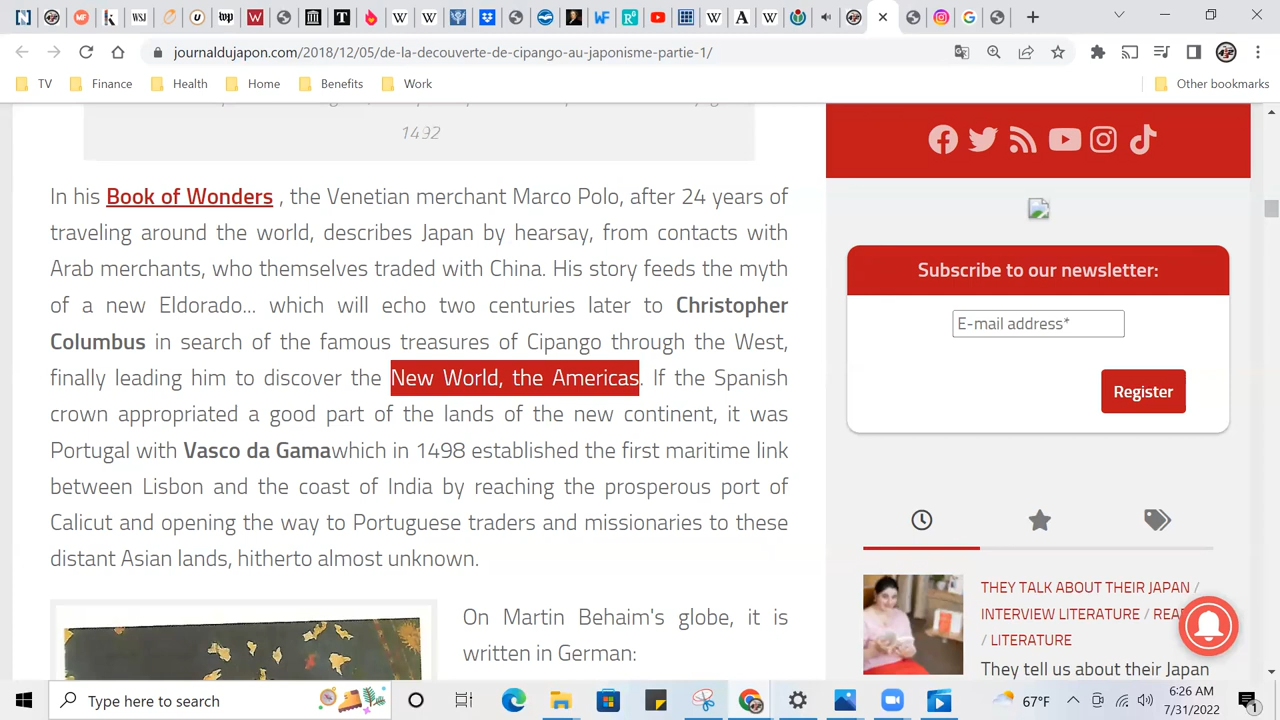 journaldujapon.com/2018/12/05/de-la-decouverte-de-cipango-au-japonisme-partie-1/
TV
Finance
Health
Home
Benefits
Work
Other bookmarks
1492
In his Book of Wonders , the Venetian merchant Marco Polo, after 24 years of
traveling around the world, describes Japan by hearsay, from contacts with
Arab merchants, who themselves traded with China. His story feeds the myth
of a new Eldorado... which will echo two centuries later to Christopher
Columbus in search of the famous treasures of Cipango through the West,
finally leading him to discover the New World, the Americas. If the Spanish
crown appropriated a good part of the lands of the new continent, it was
Portugal with Vasco da Gamawhich in 1498 established the first maritime link
between Lisbon and the coast of India by reaching the prosperous port of
Calicut and opening the way to Portuguese traders and missionaries to these
distant Asian lands, hitherto almost unknown.
On Martin Behaim's globe, it is
written in German:
Subscribe to our newsletter:
E-mail address*
Register
THEY TALK ABOUT THEIR JAPAN /
INTERVIEW LITERATURE / REA
/ LITERATURE
They tell us about their Japan
Type here to search
67°F
6:26 AM
7/31/2022
1